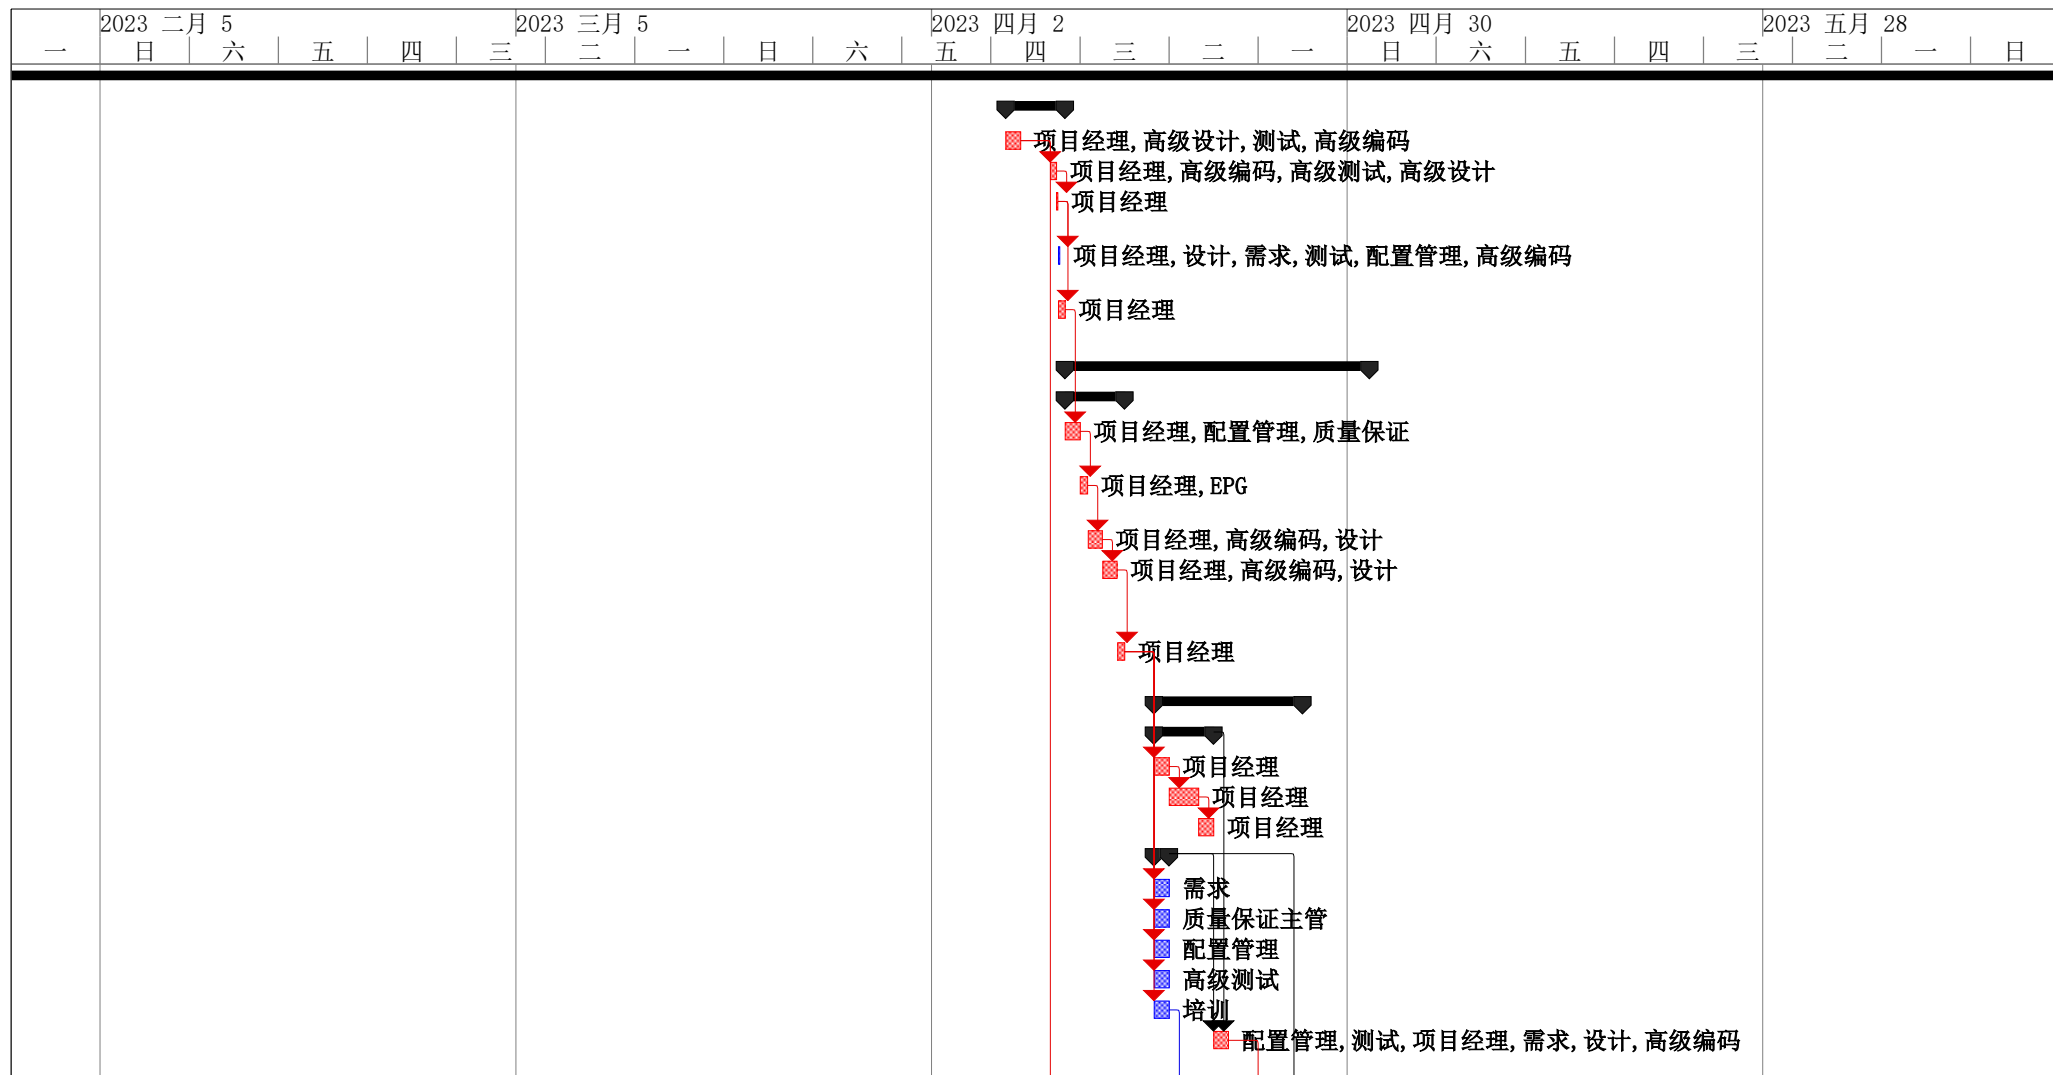 2023 二月 5 2023 三月 5 2023 四月 2 2023 四月 30 2023 五月 28
一 日 六 五 四 三 二 一 日 六 五 四 三 二 一 日 六 五 四 三 二 一 日
项目经理,高级设计,测试,高级编码
项目经理,高级编码,高级测试,高级设计
项目经理
项目经理,设计,需求,测试,配置管理,高级编码
项目经理
项目经理,配置管理,质量保证
项目经理,EPG
项目经理,高级编码,设计
项目经理,高级编码,设计
项目经理
项目经理
项目经理
项目经理
需求
质量保证主管
配置管理
高级测试
培训
配置管理,测试,项目经理,需求,设计,高级编码